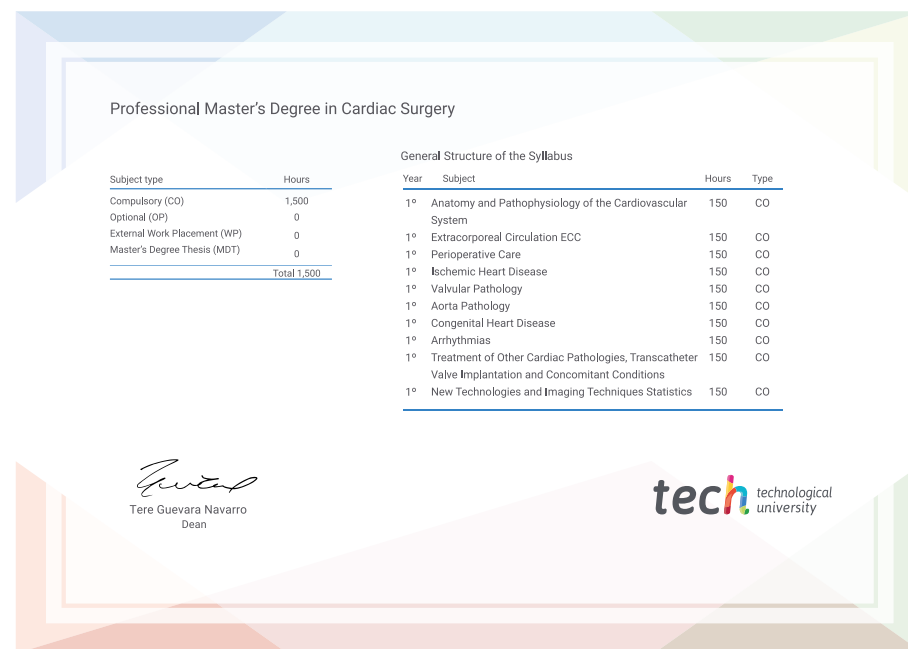 Professional Master's Degree in Cardiac Surgery
General Structure of the Syllabus
Subject type Hours
Compulsory (CO) 1,500
Optional (OP) 0
External Work Placement (WP) 0
Master's Degree Thesis (MDT) 0
Total 1,500
Year Subject Hours Type
1º Anatomy and Pathophysiology of the Cardiovascular 150 CO
System
1º Extracorporeal Circulation ECC 150 CO
1º Perioperative Care 150 CO
1º Ischemic Heart Disease 150 CO
1º Valvular Pathology 150 CO
1º Aorta Pathology 150 CO
1º Congenital Heart Disease 150 CO
1º Arrhythmias 150 CO
1º Treatment of Other Cardiac Pathologies, Transcatheter 150 CO
Valve Implantation and Concomitant Conditions
1º New Technologies and Imaging Techniques Statistics 150 CO
Tere Guevara Navarro
Dean
tech technological
university